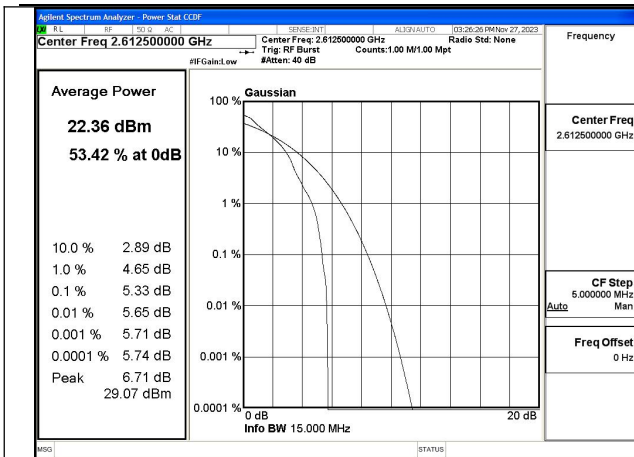 Agilent Spectrum Analyzer - Power Stat CCDF
RL RF 50 Ω AC SENSE:INT ALIGN AUTO 03:26:26 PM Nov 27, 2023
Center Freq 2.612500000 GHz
Center Freq: 2.612500000 GHz Radio Std: None
Trig: RF Burst Counts:1.00 M/1.00 Mpt
#IFGain:Low #Atten: 40 dB
Frequency
Average Power
22.36 dBm
53.42 % at 0dB
10.0 % 2.89 dB
1.0 % 4.65 dB
0.1 % 5.33 dB
0.01 % 5.65 dB
0.001 % 5.71 dB
0.0001 % 5.74 dB
Peak 6.71 dB
29.07 dBm
Gaussian
100 %
10 %
1 %
0.1 %
0.01 %
0.001 %
0.0001 %
0 dB 20 dB
Info BW 15.000 MHz
Center Freq
2.612500000 GHz
CF Step
5.000000 MHz
Auto Man
Freq Offset
0 Hz
MSG STATUS